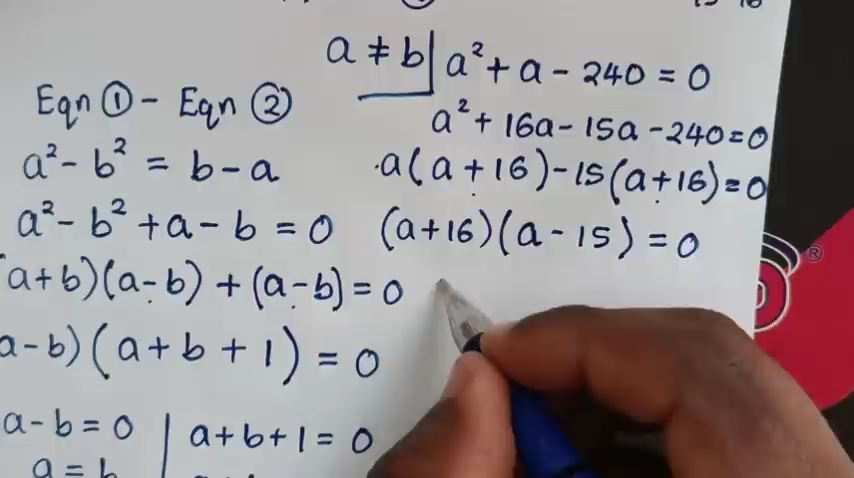 a ≠ b
Eqn ① - Eqn ②
a² - b² = b - a
a² - b² + a - b = 0
a+b)(a-b) + (a-b) = 0
a-b)(a+b+1) = 0
a-b = 0 | a+b+1 = 0
a = b
a² + a - 240 = 0
a² + 16a - 15a - 240 = 0
a(a+16) - 15(a+16) = 0
(a+16)(a-15) = 0
®